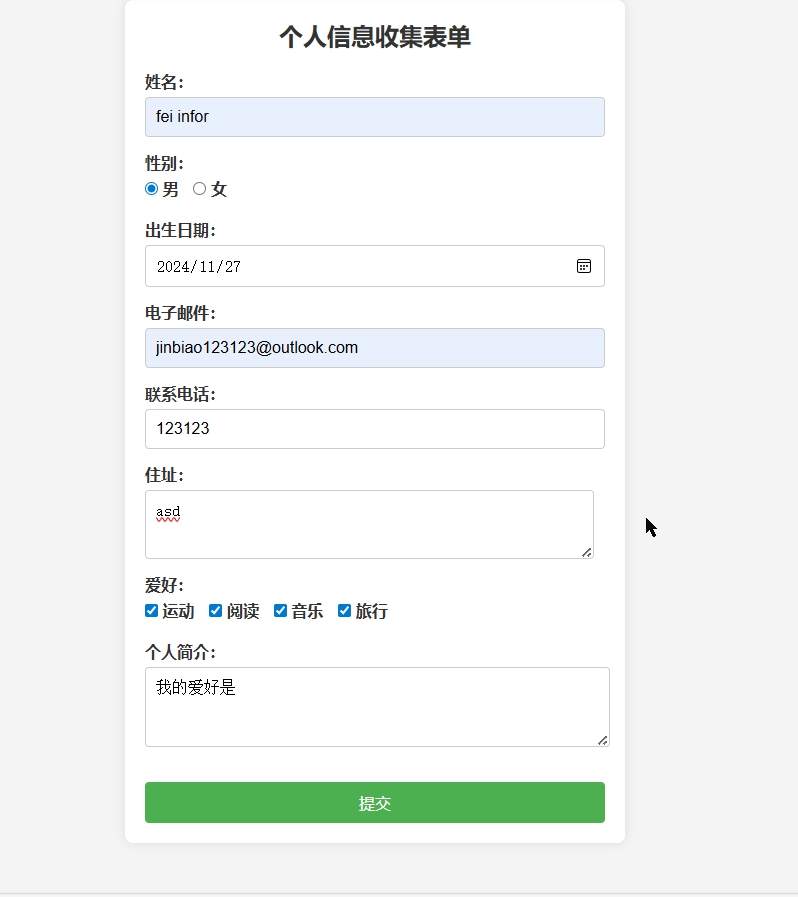 个人信息收集表单
姓名:
fei infor
性别:
男 女
出生日期:
2024/11/27
电子邮件:
jinbiao123123@outlook.com
联系电话:
123123
住址:
asd
爱好:
运动 阅读 音乐 旅行
个人简介:
我的爱好是
提交